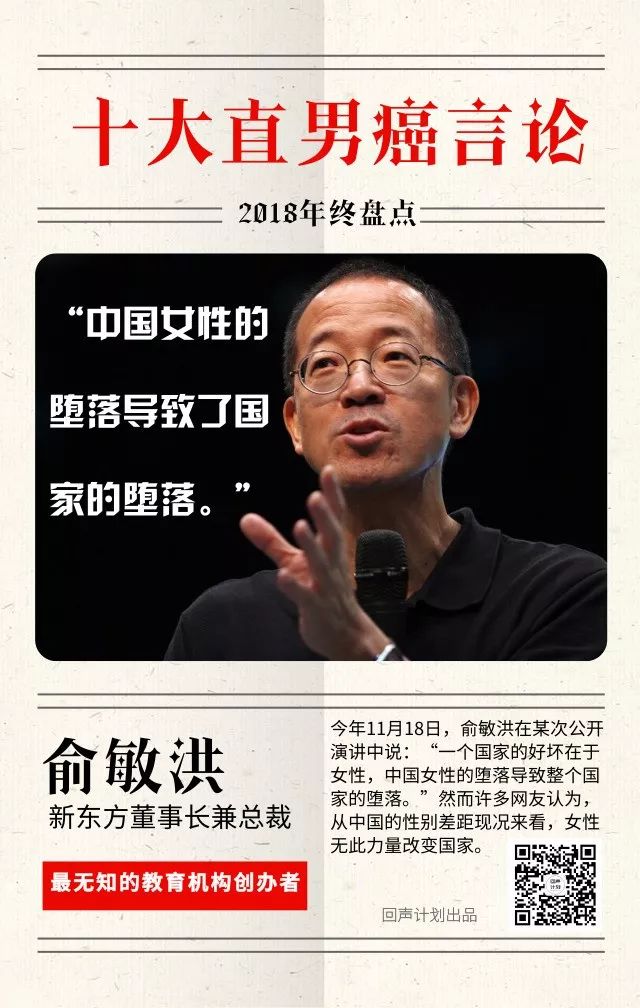 十大直男癌言论
2018年终盘点
“中国女性的
堕落导致了国
家的堕落。”
俞敏洪
新东方董事长兼总裁
最无知的教育机构创办者
今年11月18日，俞敏洪在某次公开
演讲中说：“一个国家的好坏在于
女性，中国女性的堕落导致整个国
家的堕落。”然而许多网友认为，
从中国的性别差距现况来看，女性
无此力量改变国家。
回声计划出品
回声
计划